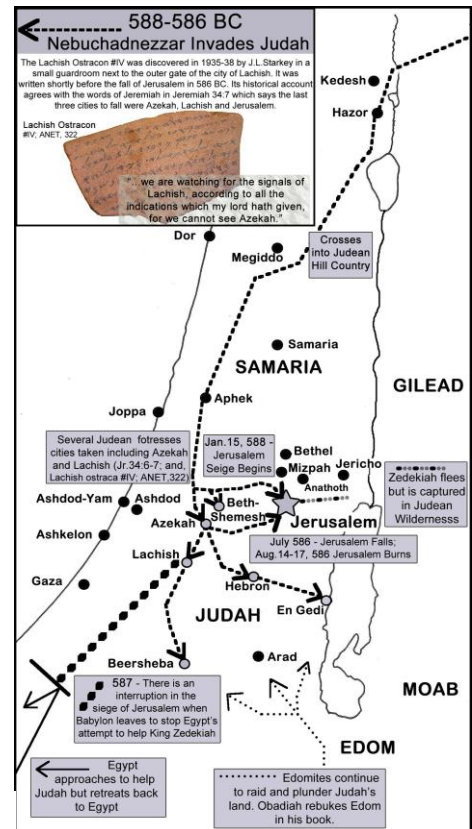 588-586 BC
Nebuchadnezzar Invades Judah
The Lachish Ostracon #IV was discovered in 1935-38 by J.L.Starkey in a
small guardroom next to the outer gate of the city of Lachish. It was
written shortly before the fall of Jerusalem in 586 BC. Its historical account
agrees with the words of Jeremiah in Jeremiah 34:7 which says the last
three cities to fall were Azekah, Lachish and Jerusalem.
Lachish Ostracon
#IV; ANET, 322
"...we are watching for the signals of
Lachish, according to all the
indications which my lord hath given,
for we cannot see Azekah."
Kedesh
Hazor
Dor
Megiddo
Crosses
into Judean
Hill Country
Samaria
SAMARIA
GILEAD
Aphek
Joppa
Several Judean fotresses
cities taken including Azekah
and Lachish (Jr.34:6-7; and,
Lachish ostraca #IV; ANET,322)
Jan.15, 588 -
Jerusalem
Seige Begins
Bethel
Mizpah
Jericho
Anathoth
Zedekiah flees
but is captured
in Judean
Wildernesss
Ashdod-Yam
Ashdod
Beth-
Shemesh
Jerusalem
Azekah
Ashkelon
July 586 - Jerusalem Falls;
Aug.14-17, 586 Jerusalem Burns
Lachish
Gaza
Hebron
En Gedi
JUDAH
Beersheba
Arad
MOAB
587 - There is an
interruption in the
siege of Jerusalem when
Babylon leaves to stop Egypt's
attempt to help King Zedekiah
EDOM
Egypt
approaches to help
Judah but retreats back
to Egypt
Edomites continue
to raid and plunder Judah's
land. Obadiah rebukes Edom
in his book.